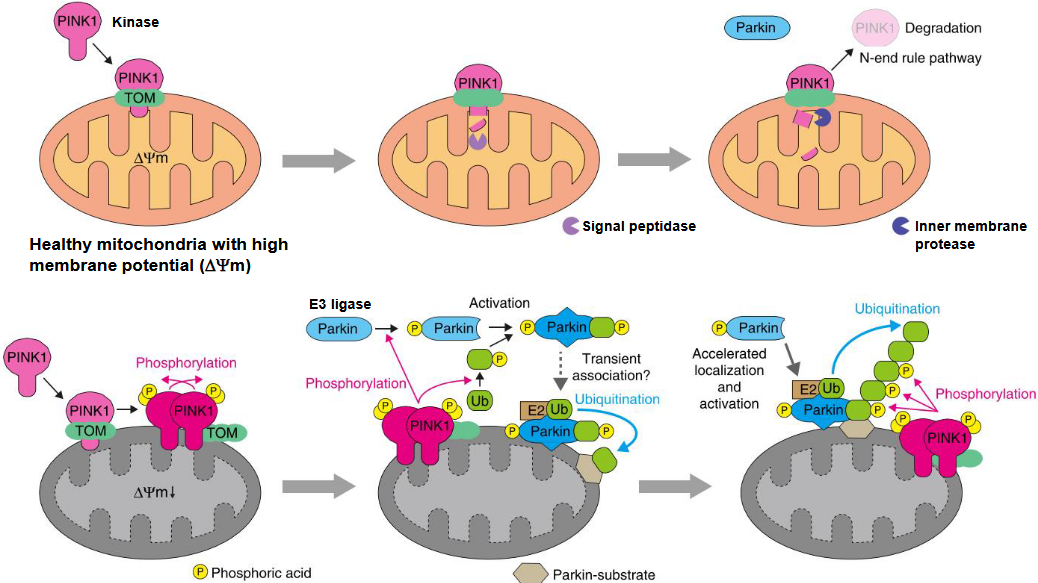 PINK1
Kinase
PINK1
TOM
ΔΨm
PINK1
Signal peptidase
Parkin
PINK1
Degradation
N-end rule pathway
PINK1
Inner membrane
protease
Healthy mitochondria with high
membrane potential (ΔΨm)
PINK1
Phosphorylation
P
P
P
P
PINK1
TOM
PINK1
PINK1
TOM
ΔΨm↓
P Phosphoric acid
E3 ligase
Parkin
P
Parkin
Activation
P
Parkin
P
P
Phosphorylation
Ub
Transient
association?
P
P
P
P
PINK1
E2
Ub
Ubiquitination
P
Parkin
P
Parkin-substrate
P
Parkin
Ubiquitination
Accelerated
localization
and
activation
E2
Ub
P
P
Phosphorylation
P
Parkin
P
P
P
P
PINK1